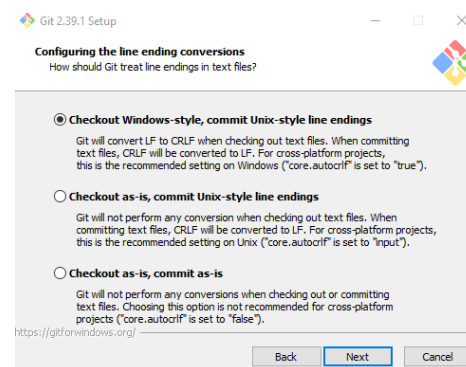 Git 2.39.1 Setup
Configuring the line ending conversions
How should Git treat line endings in text files?
Checkout Windows-style, commit Unix-style line endings
Git will convert LF to CRLF when checking out text files. When committing
text files, CRLF will be converted to LF. For cross-platform projects,
this is the recommended setting on Windows ("core.autocrlf" is set to "true").
Checkout as-is, commit Unix-style line endings
Git will not perform any conversion when checking out text files. When
committing text files, CRLF will be converted to LF. For cross-platform projects,
this is the recommended setting on Unix ("core.autocrlf" is set to "input").
Checkout as-is, commit as-is
Git will not perform any conversions when checking out or committing
text files. Choosing this option is not recommended for cross-platform
projects ("core.autocrlf" is set to "false").
https://gitforwindows.org/
Back Next Cancel